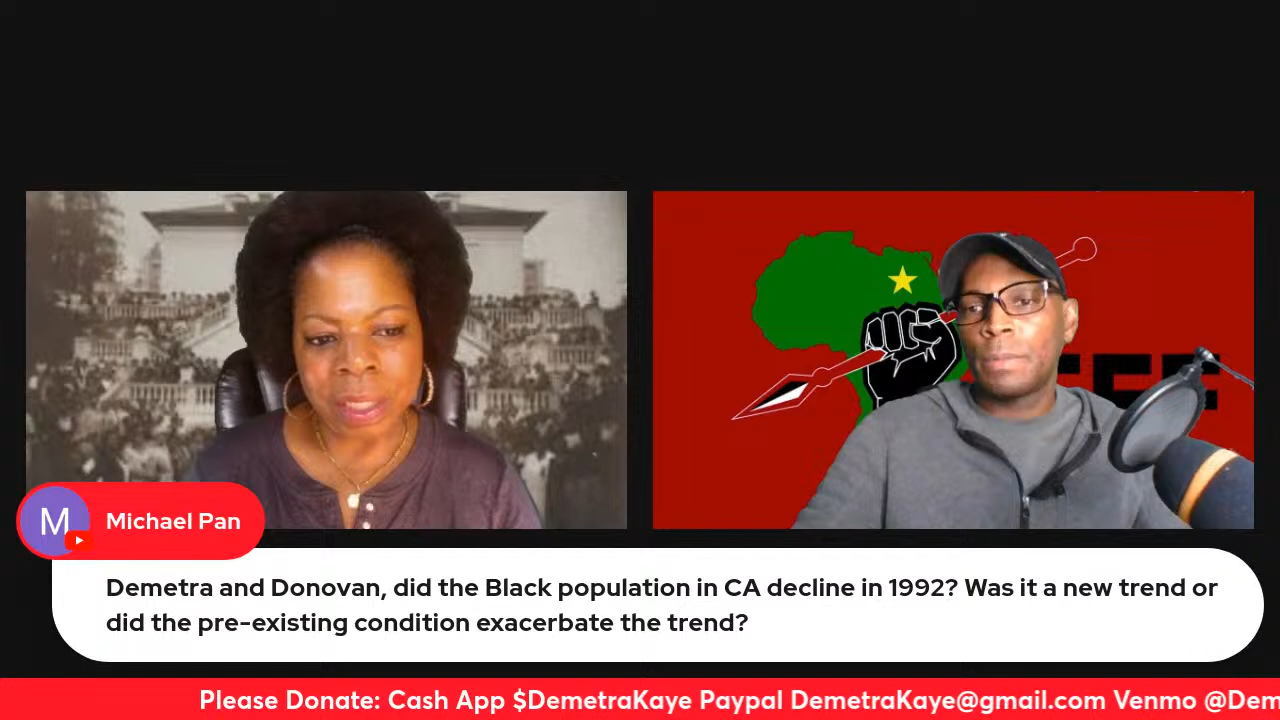 M
Michael Pan
Demetra and Donovan, did the Black population in CA decline in 1992? Was it a new trend or
did the pre-existing condition exacerbate the trend?
Please Donate: Cash App $DemetraKaye Paypal DemetraKaye@gmail.com Venmo @Dem